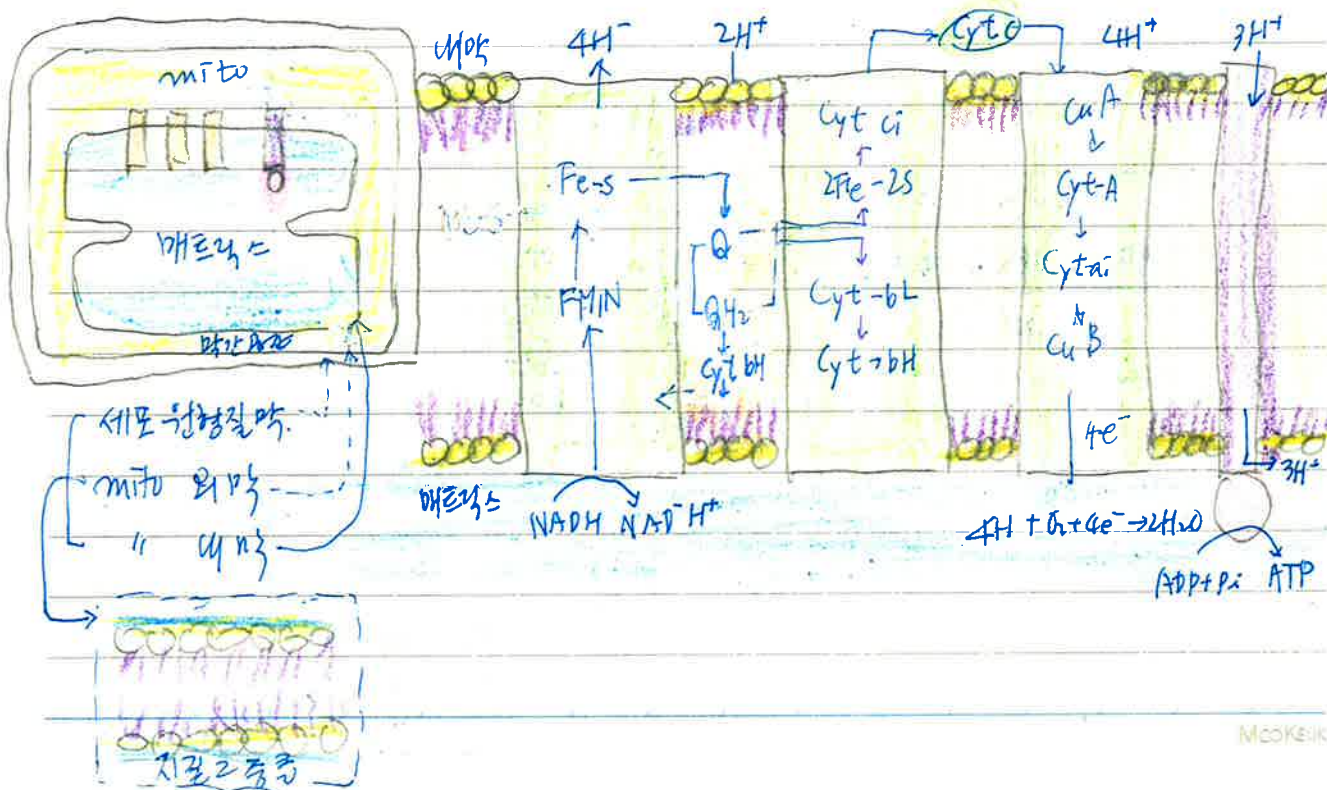 mito
매트릭스
막간공간
세포 원형질막
mito 외막
〃 내막
지질2중층
내막
4H⁻
2H⁺
Cyt c
4H⁺
3H⁺
Fe-s
FMN
Q
QH₂
Cyt bH
Cyt Ci
2Fe-2S
Cyt-bL
Cyt-bH
CuA
Cyt-A
CuB
4e⁻
3H⁺
매트릭스
NADH NAD⁻ H⁺
4H + O₂ + 4e⁻ → 2H₂O
ADP+Pi ATP